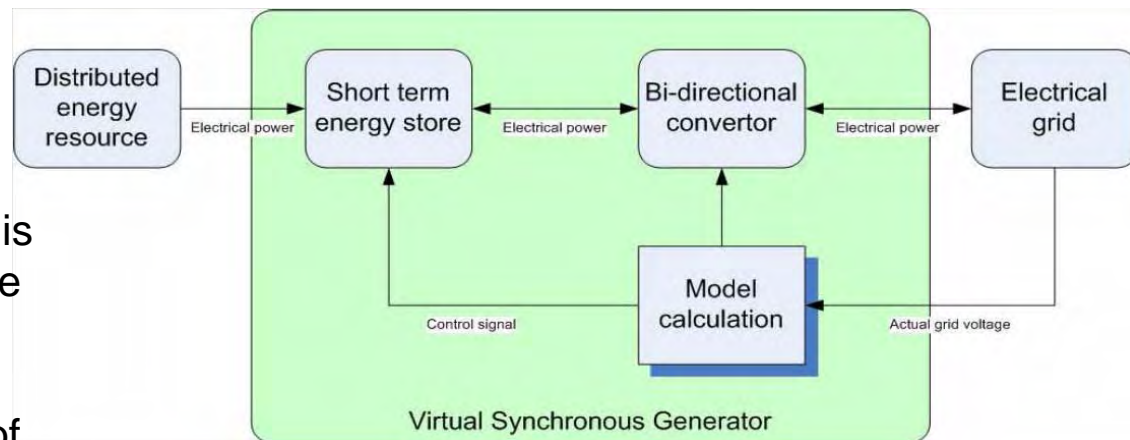 Distributed
energy
resource
Electrical power
Short term
energy store
Electrical power
Bi-directional
convertor
Electrical power
Electrical
grid
is
e
Model
calculation
Control signal
Actual grid voltage
of
Virtual Synchronous Generator